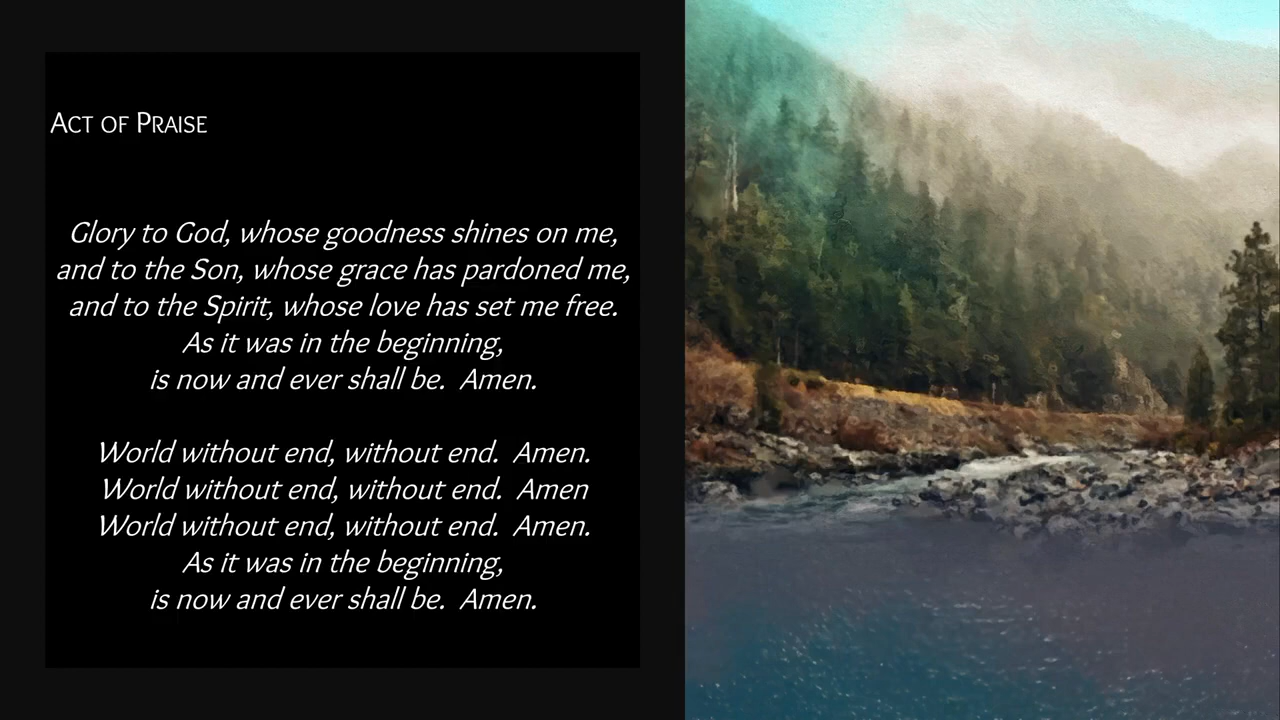 Act of Praise
Glory to God, whose goodness shines on me,
and to the Son, whose grace has pardoned me,
and to the Spirit, whose love has set me free.
As it was in the beginning,
is now and ever shall be.  Amen.
World without end, without end.  Amen.
World without end, without end.  Amen
World without end, without end.  Amen.
As it was in the beginning,
is now and ever shall be.  Amen.